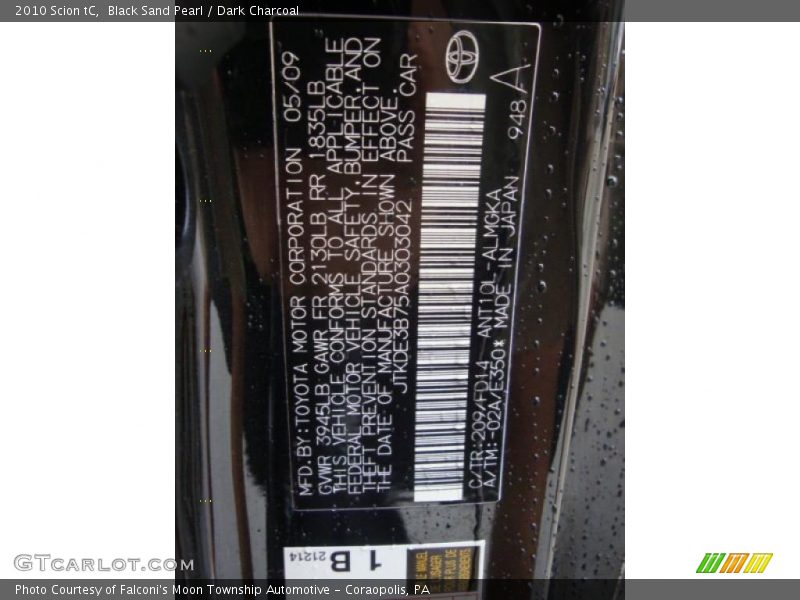 2010 Scion tC,  Black Sand Pearl / Dark Charcoal
MFD.BY:TOYOTA MOTOR CORPORATION 05/09
GVWR 3945LB GAWR FR 2130LB RR 1835LB
THIS VEHICLE CONFORMS TO ALL APPLICABLE
FEDERAL MOTOR VEHICLE SAFETY, BUMPER, AND
THEFT PREVENTION STANDARDS IN EFFECT ON
THE DATE OF MANUFACTURE SHOWN ABOVE.
JTKDE3B75A0303042 PASS CAR
C/TR:209/FD14 ANT10L-ALMGKA
A/TM:-02A/E350* MADE IN JAPAN 948 A
21214
1 B
GTcarLot.com
Photo Courtesy of Falconi's Moon Township Automotive - Coraopolis, PA